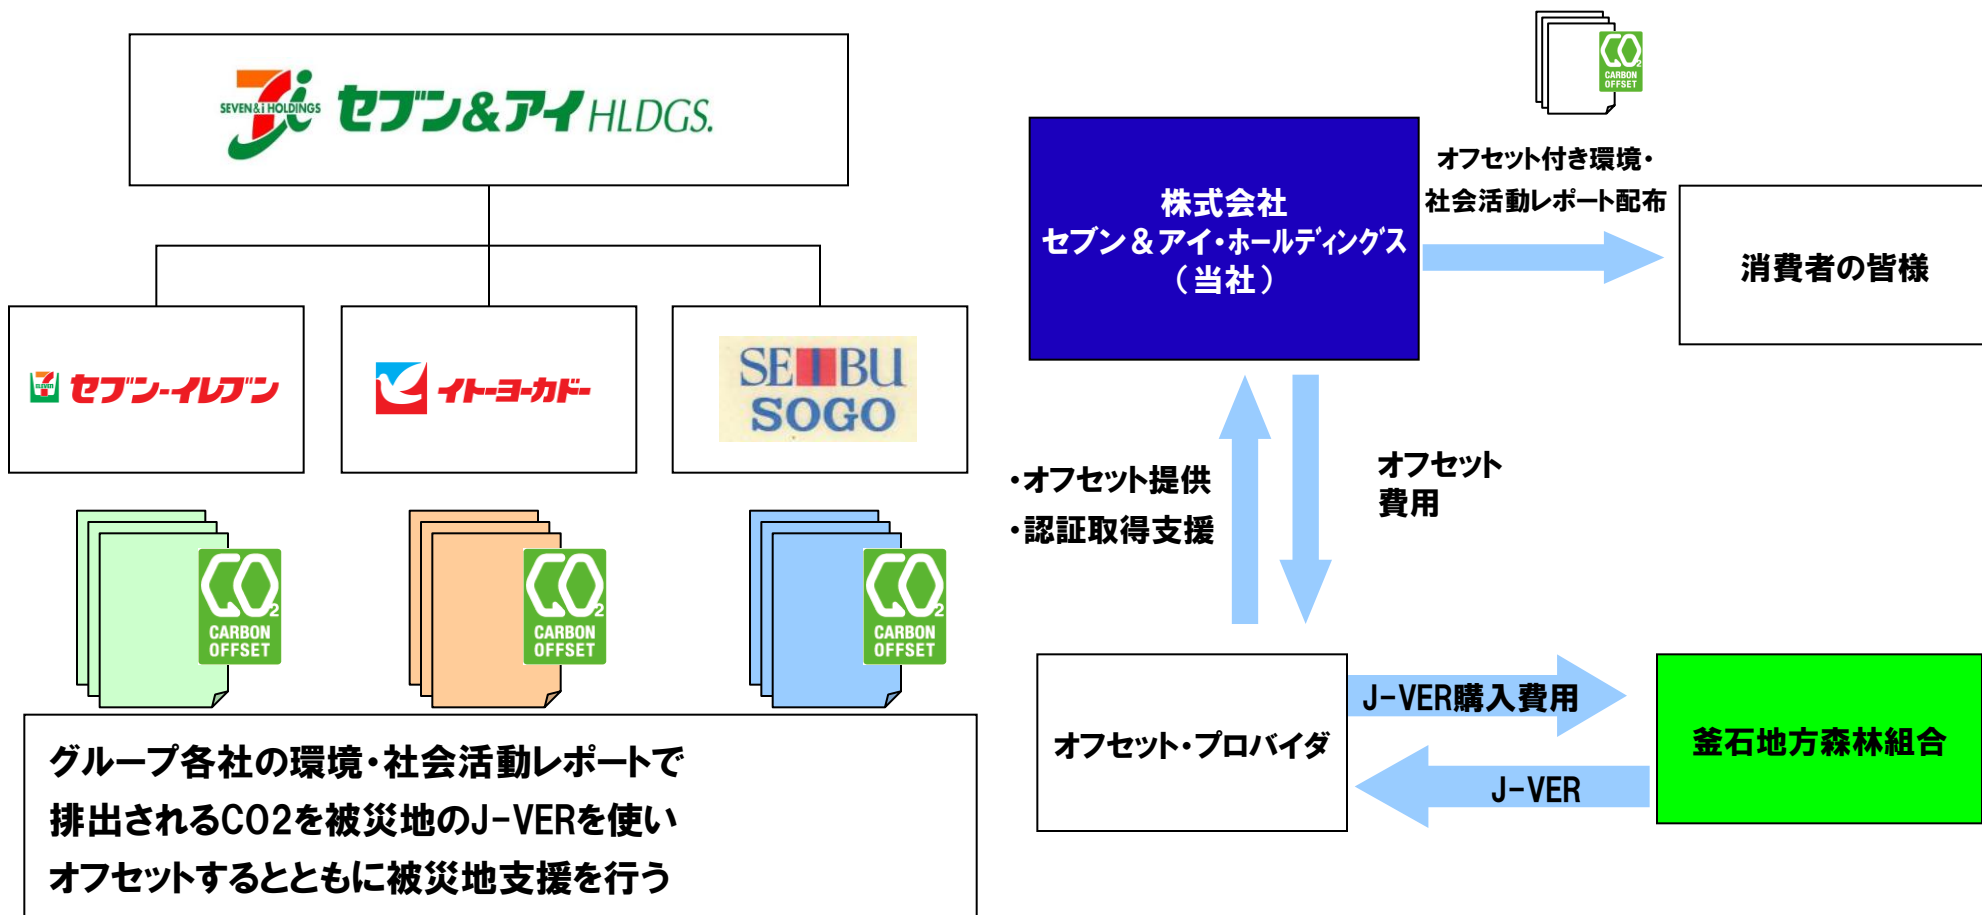 SEVEN&i HOLDINGS
セブン&アイ HLDGS.
セブン-イレブン
イトーヨーカドー
SEIBU
SOGO
CO2
CARBON
OFFSET
CO2
CARBON
OFFSET
CO2
CARBON
OFFSET
グループ各社の環境・社会活動レポートで
排出されるCO2を被災地のJ-VERを使い
オフセットするとともに被災地支援を行う
CO2
CARBON
OFFSET
オフセット付き環境・
社会活動レポート配布
株式会社
セブン&アイ・ホールディングス
(当社)
消費者の皆様
・オフセット提供
・認証取得支援
オフセット
費用
オフセット・プロバイダ
J-VER購入費用
J-VER
釜石地方森林組合